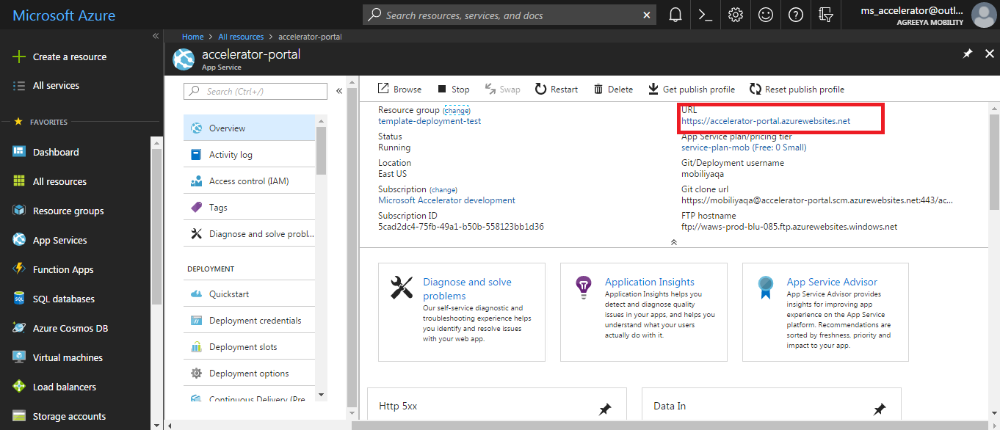 Microsoft Azure
Search resources, services, and docs
ms_accelerator@outl...
AGREEYA MOBILITY
Create a resource
All services
FAVORITES
Dashboard
All resources
Resource groups
App Services
Function Apps
SQL databases
Azure Cosmos DB
Virtual machines
Load balancers
Storage accounts
Home > All resources > accelerator-portal
accelerator-portal
App Service
Search (Ctrl+/)
Overview
Activity log
Access control (IAM)
Tags
Diagnose and solve probl...
DEPLOYMENT
Quickstart
Deployment credentials
Deployment slots
Deployment options
Continuous Delivery (Pre
Browse Stop Swap Restart Delete Get publish profile Reset publish profile
Resource group (change)
template-deployment-test
Status
Running
Location
East US
Subscription (change)
Microsoft Accelerator development
Subscription ID
5cad2dc4-75fb-49a1-b50b-558123bb1d36
URL
https://accelerator-portal.azurewebsites.net
App Service plan/pricing tier
service-plan-mob (Free: 0 Small)
Git/Deployment username
mobiliyaqa
Git clone url
https://mobiliyaqa@accelerator-portal.scm.azurewebsites.net:443/ac...
FTP hostname
ftp://waws-prod-blu-085.ftp.azurewebsites.windows.net
Diagnose and solve
problems
Our self-service diagnostic and
troubleshooting experience helps
you identify and resolve issues
with your web app.
Application Insights
Application Insights helps you
detect and diagnose quality
issues in your apps, and helps you
understand what your users
actually do with it.
App Service Advisor
App Service Advisor provides
insights for improving app
experience on the App Service
platform. Recommendations are
sorted by freshness, priority and
impact to your app.
Http 5xx
Data In